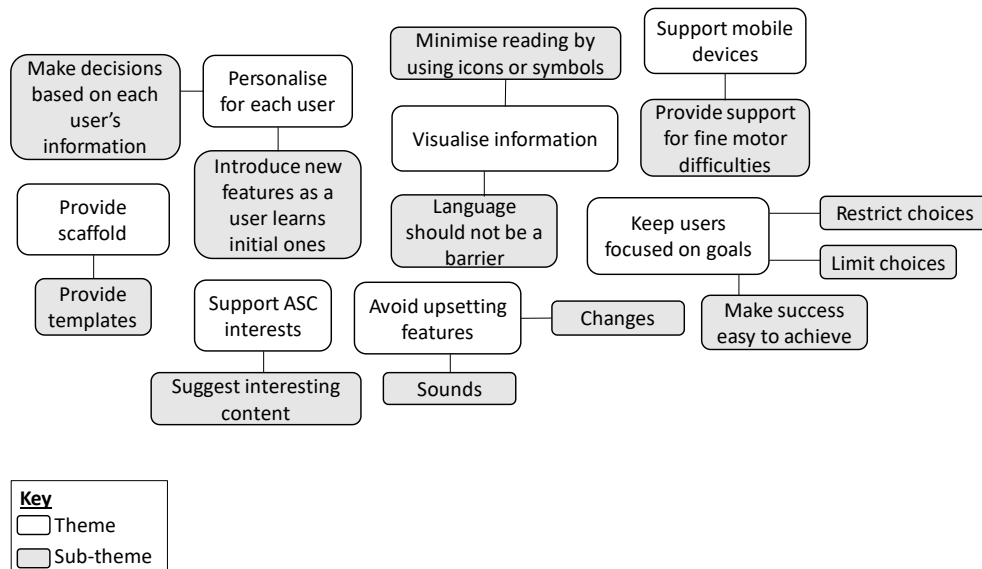 Make decisions
based on each
user's
information
Personalise
for each user
Introduce new
features as a
user learns
initial ones
Minimise reading by
using icons or symbols
Visualise information
Language
should not be a
barrier
Support mobile
devices
Provide support
for fine motor
difficulties
Provide
scaffold
Provide
templates
Support ASC
interests
Suggest interesting
content
Avoid upsetting
features
Changes
Sounds
Keep users
focused on goals
Restrict choices
Limit choices
Make success
easy to achieve
Key
Theme
Sub-theme